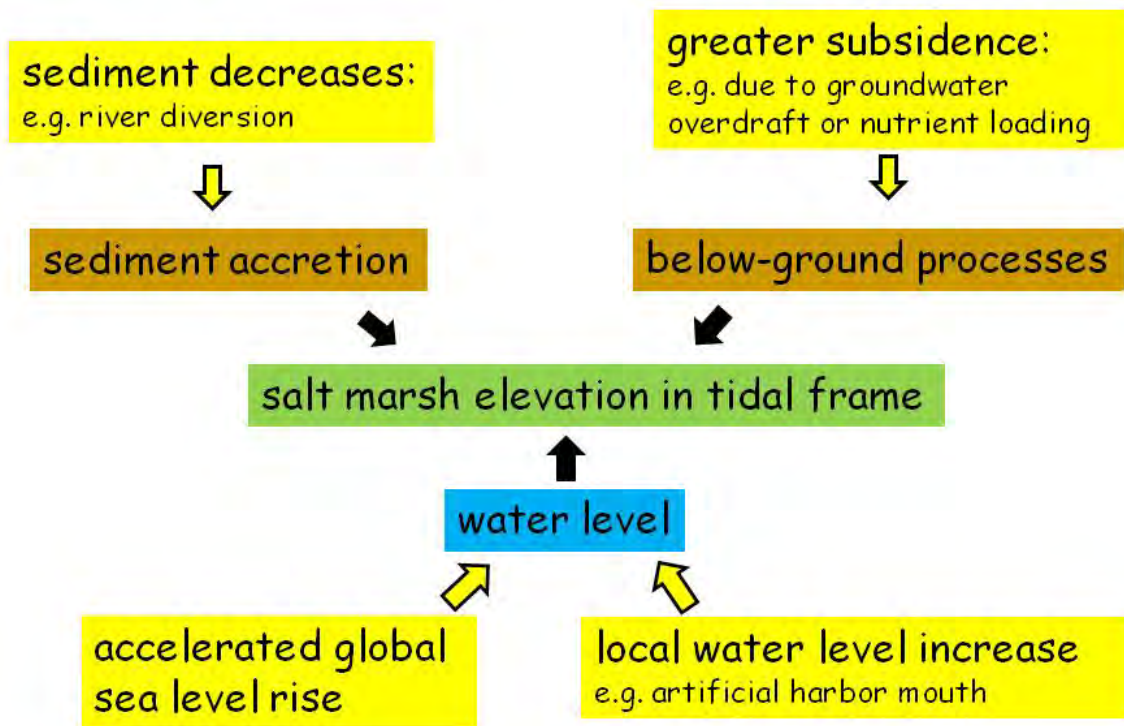 sediment decreases:
e.g. river diversion
greater subsidence:
e.g. due to groundwater
overdraft or nutrient loading
sediment accretion
below-ground processes
salt marsh elevation in tidal frame
water level
accelerated global
sea level rise
local water level increase
e.g. artificial harbor mouth